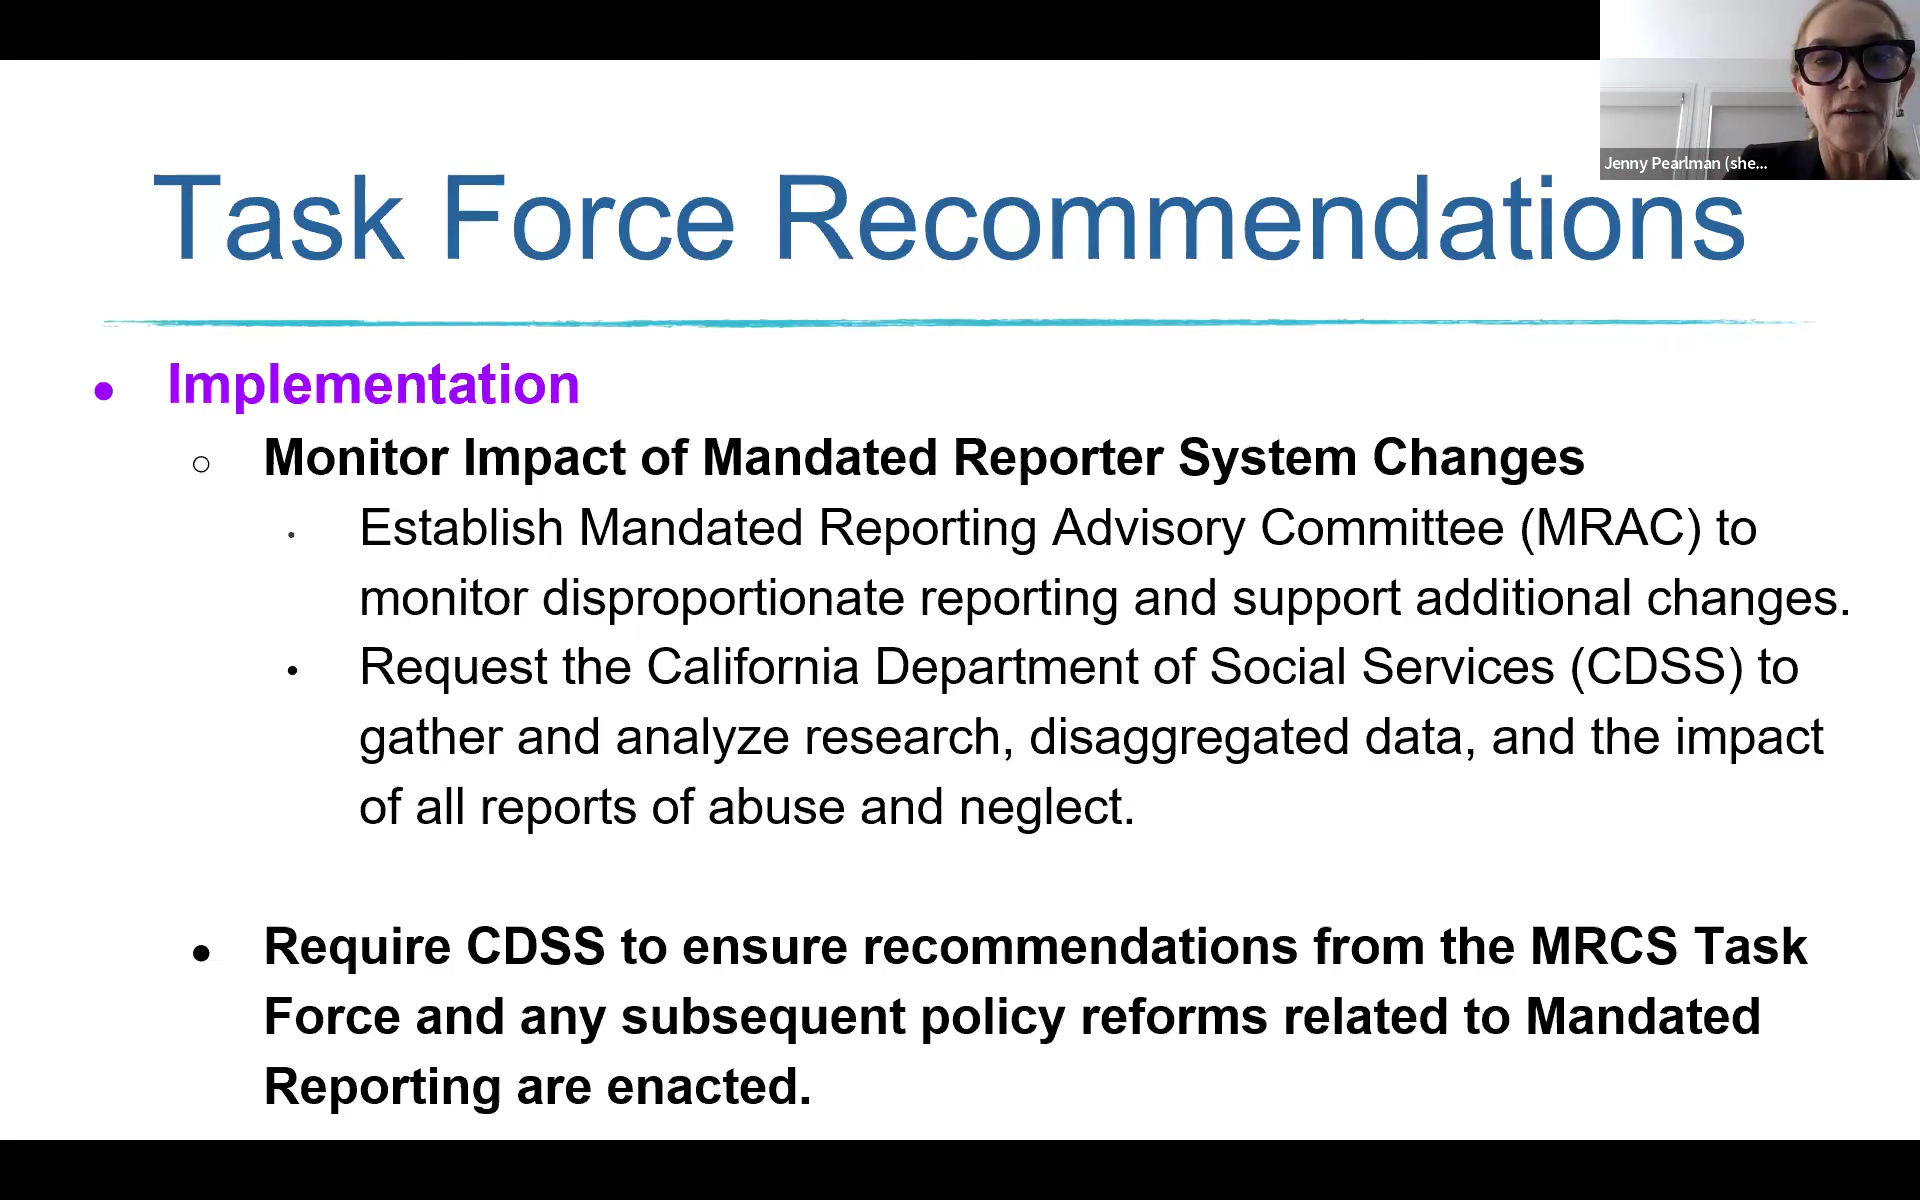 Jenny Pearlman (she...
Task Force Recommendations
● Implementation
○ Monitor Impact of Mandated Reporter System Changes
• Establish Mandated Reporting Advisory Committee (MRAC) to
monitor disproportionate reporting and support additional changes.
• Request the California Department of Social Services (CDSS) to
gather and analyze research, disaggregated data, and the impact
of all reports of abuse and neglect.
● Require CDSS to ensure recommendations from the MRCS Task
Force and any subsequent policy reforms related to Mandated
Reporting are enacted.